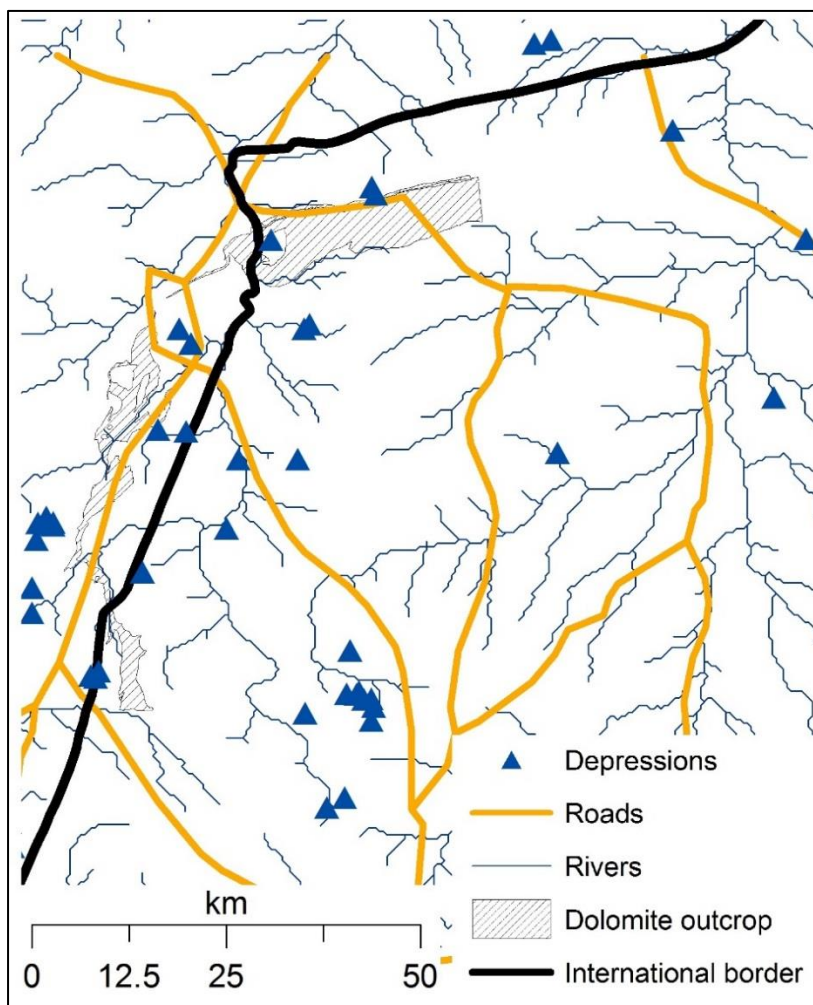 Depressions
Roads
Rivers
Dolomite outcrop
International border
km
0 12.5 25 50